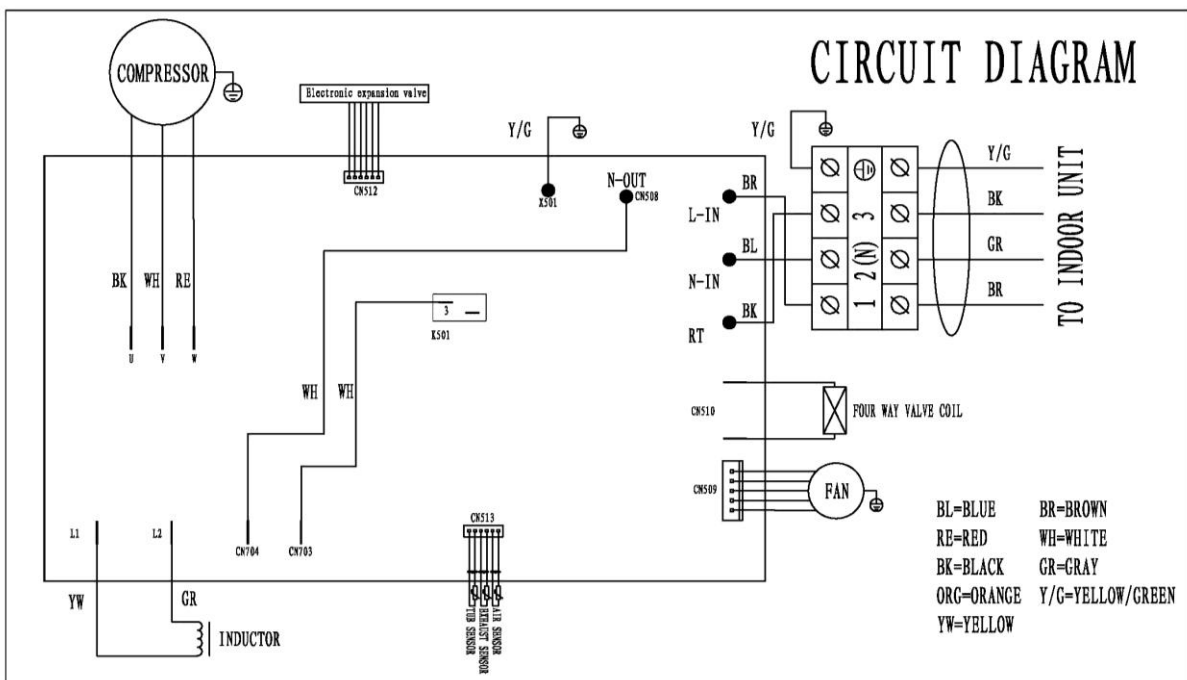 CIRCUIT DIAGRAM
COMPRESSOR
Electronic expansion valve
Y/G
Y/G
Y/G
CN512
X501
N-OUT
CN508
BR
L-IN
BL
N-IN
BK
RT
3
2(N)
1
BK
GR
BR
TO INDOOR UNIT
BK
WH
RE
U
V
W
3
X501
WH
WH
CN510
FOUR WAY VALVE COIL
CN509
FAN
L1
L2
CN704
CN703
CN513
YW
GR
INDUCTOR
TUB SENSOR
EXHAUST SENSOR
AIR SENSOR
BL=BLUE BR=BROWN
RE=RED WH=WHITE
BK=BLACK GR=GRAY
ORG=ORANGE Y/G=YELLOW/GREEN
YW=YELLOW